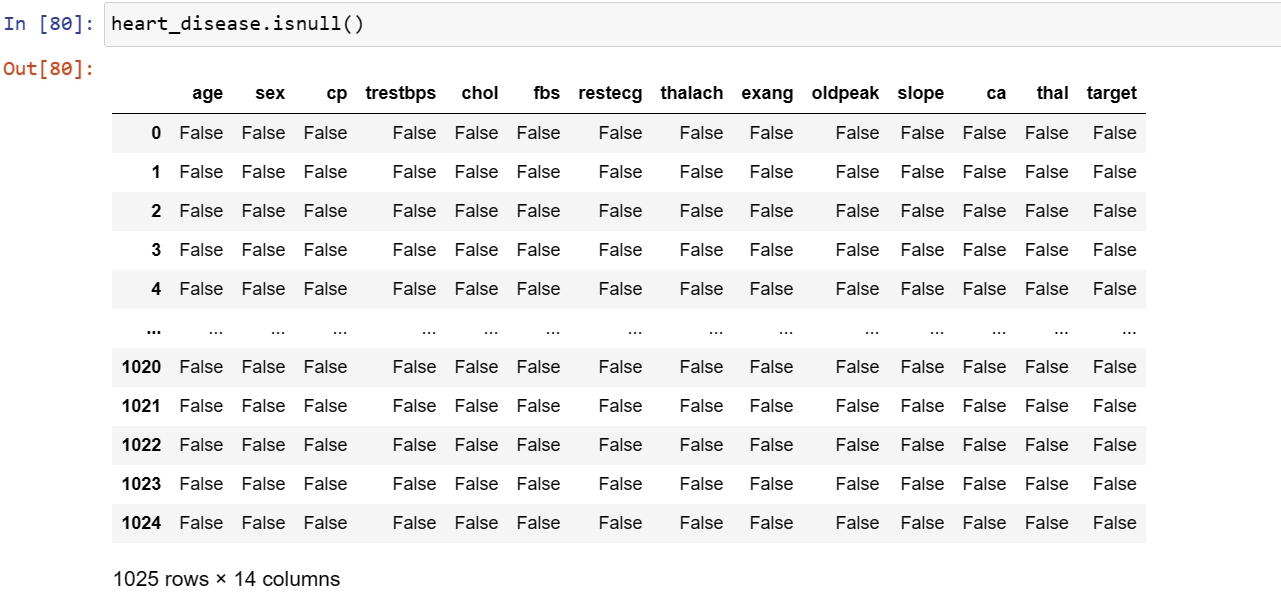 In [80]: heart_disease.isnull()
Out[80]:
age sex cp trestbps chol fbs restecg thalach exang oldpeak slope ca thal target
0 False False False False False False False False False False False False False False
1 False False False False False False False False False False False False False False
2 False False False False False False False False False False False False False False
3 False False False False False False False False False False False False False False
4 False False False False False False False False False False False False False False
... ... ... ... ... ... ... ... ... ... ... ... ... ... ...
1020 False False False False False False False False False False False False False False
1021 False False False False False False False False False False False False False False
1022 False False False False False False False False False False False False False False
1023 False False False False False False False False False False False False False False
1024 False False False False False False False False False False False False False False
1025 rows × 14 columns